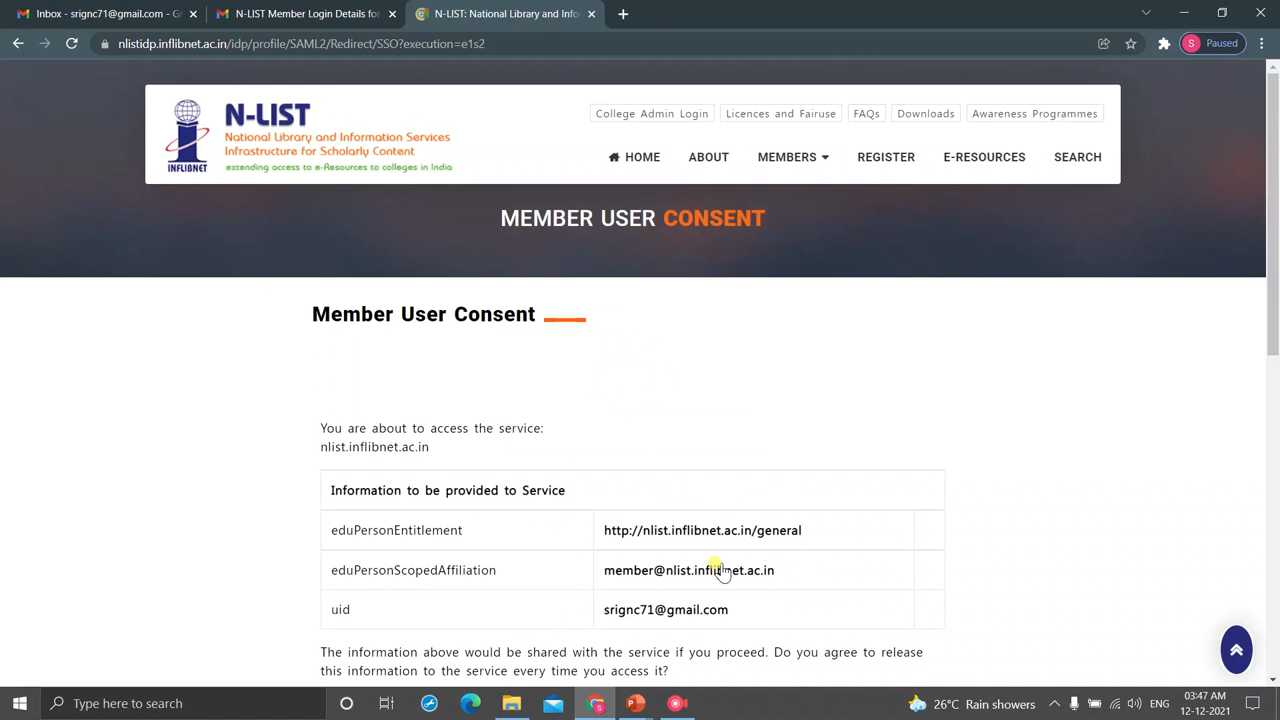 Inbox - srignc71@gmail.com - G
N-LIST Member Login Details for
N-LIST: National Library and Info
nlistidp.inflibnet.ac.in/idp/profile/SAML2/Redirect/SSO?execution=e1s2
S Paused
INFLIBNET
N-LIST
National Library and Information Services
Infrastructure for Scholarly Content
extending access to e-Resources to colleges in India
College Admin Login Licences and Fairuse FAQs Downloads Awareness Programmes
HOME ABOUT MEMBERS REGISTER E-RESOURCES SEARCH
MEMBER USER CONSENT
Member User Consent
You are about to access the service:
nlist.inflibnet.ac.in
Information to be provided to Service
eduPersonEntitlement http://nlist.inflibnet.ac.in/general
eduPersonScopedAffiliation member@nlist.inflibnet.ac.in
uid srignc71@gmail.com
The information above would be shared with the service if you proceed. Do you agree to release
this information to the service every time you access it?
Type here to search
26°C Rain showers
ENG
03:47 AM
12-12-2021